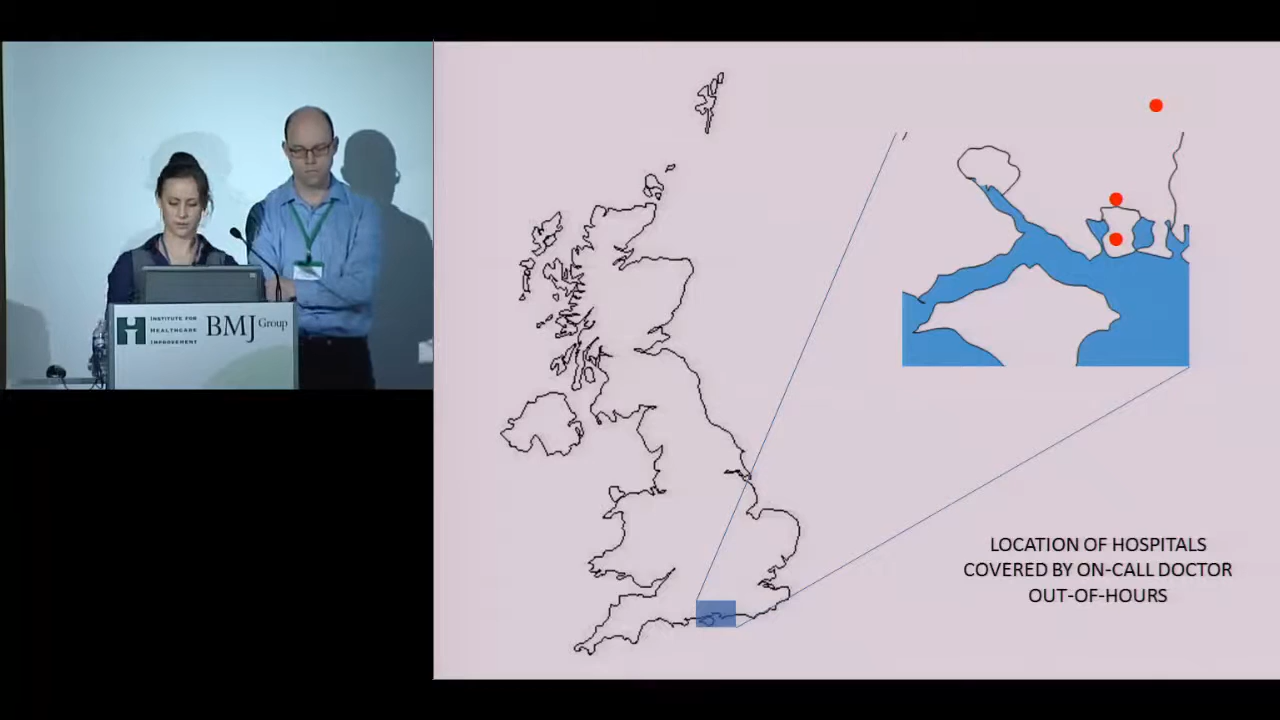 INSTITUTE FOR
HEALTHCARE
IMPROVEMENT
BMJ Group
LOCATION OF HOSPITALS
COVERED BY ON-CALL DOCTOR
OUT-OF-HOURS